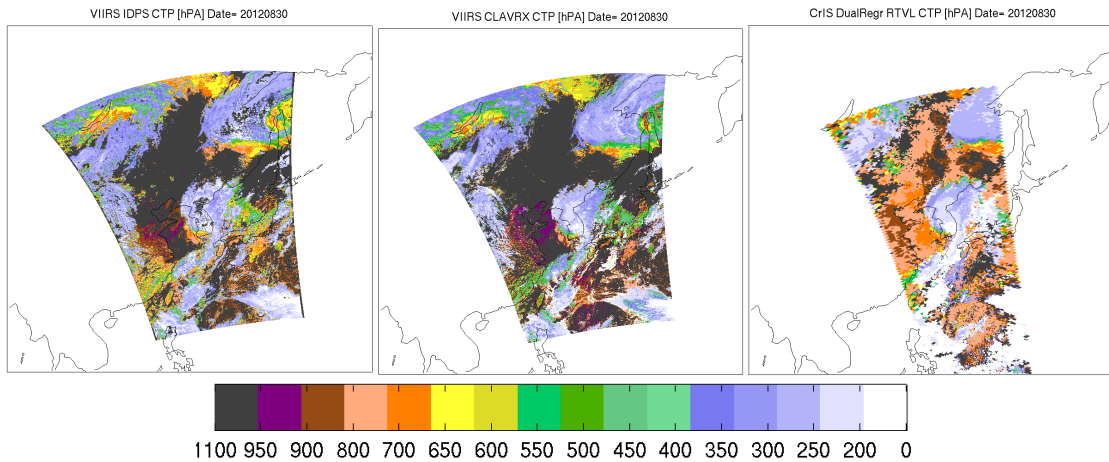 VIIRS IDPS CTP [hPA] Date= 20120830
VIIRS CLAVRX CTP [hPA] Date= 20120830
CrIS DualRegr RTVL CTP [hPA] Date= 20120830
1100 950 900 800 700 650 600 550 500 450 400 350 300 250 200 0